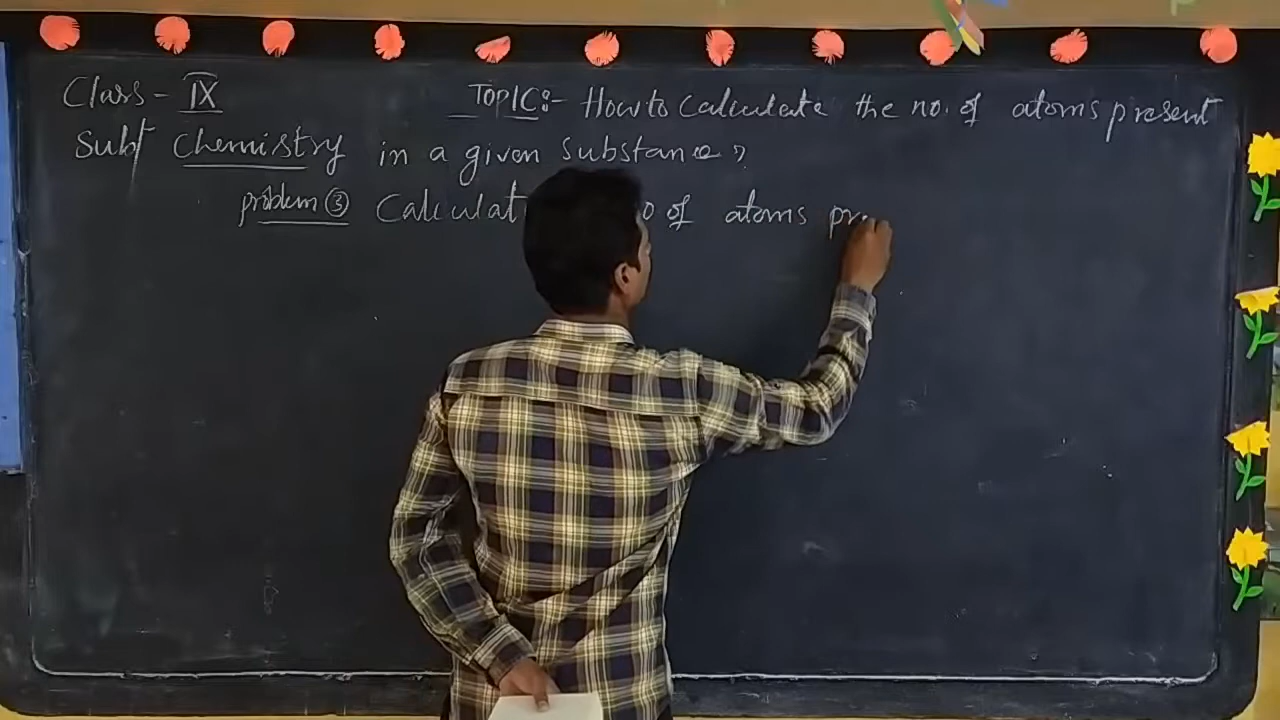 Class - IX
TOPIC:- How to Calculate the no. of atoms present
Subt Chemistry in a given substance?
problem ③ Calculat o of atoms pr